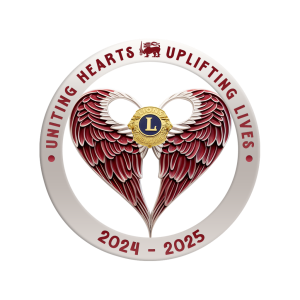 • UNITING HEARTS UPLIFTING LIVES •
L
2024 - 2025